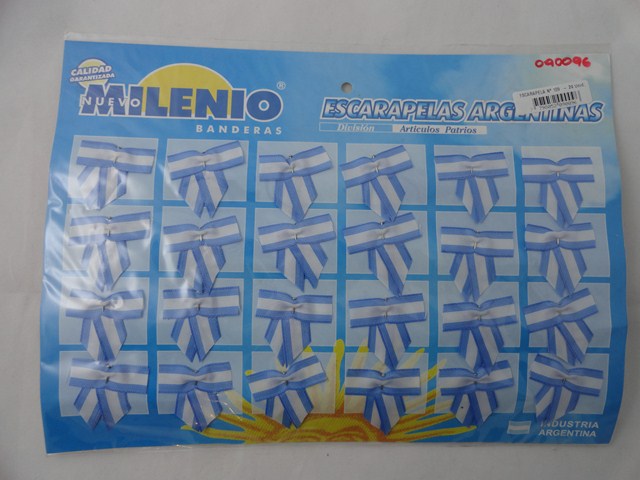 CALIDAD
GARANTIZADA
NUEVO
MILENIO®
BANDERAS
090096
ESCARAPELAS ARGENTINAS
División Artículos Patrios
INDUSTRIA
ARGENTINA